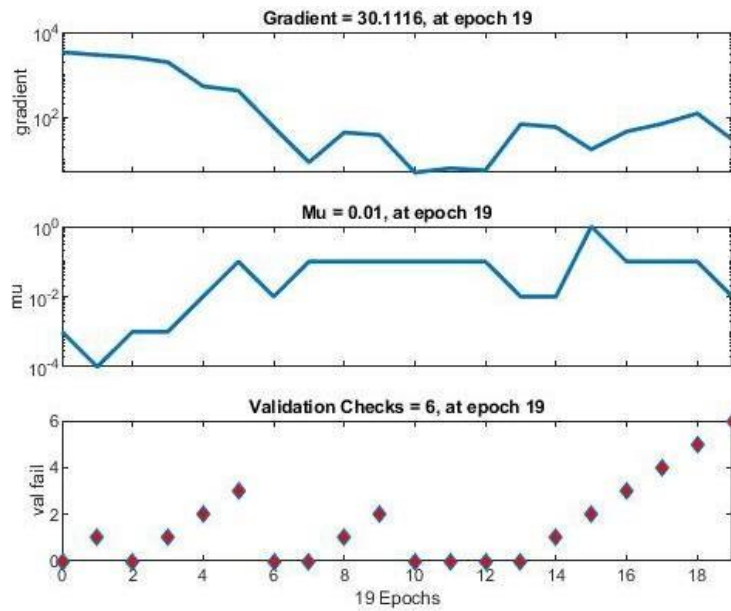 Gradient = 30.1116, at epoch 19
10^4
10^2
gradient
Mu = 0.01, at epoch 19
10^0
10^-2
10^-4
mu
Validation Checks = 6, at epoch 19
6
4
2
0
val fail
0 2 4 6 8 10 12 14 16 18
19 Epochs